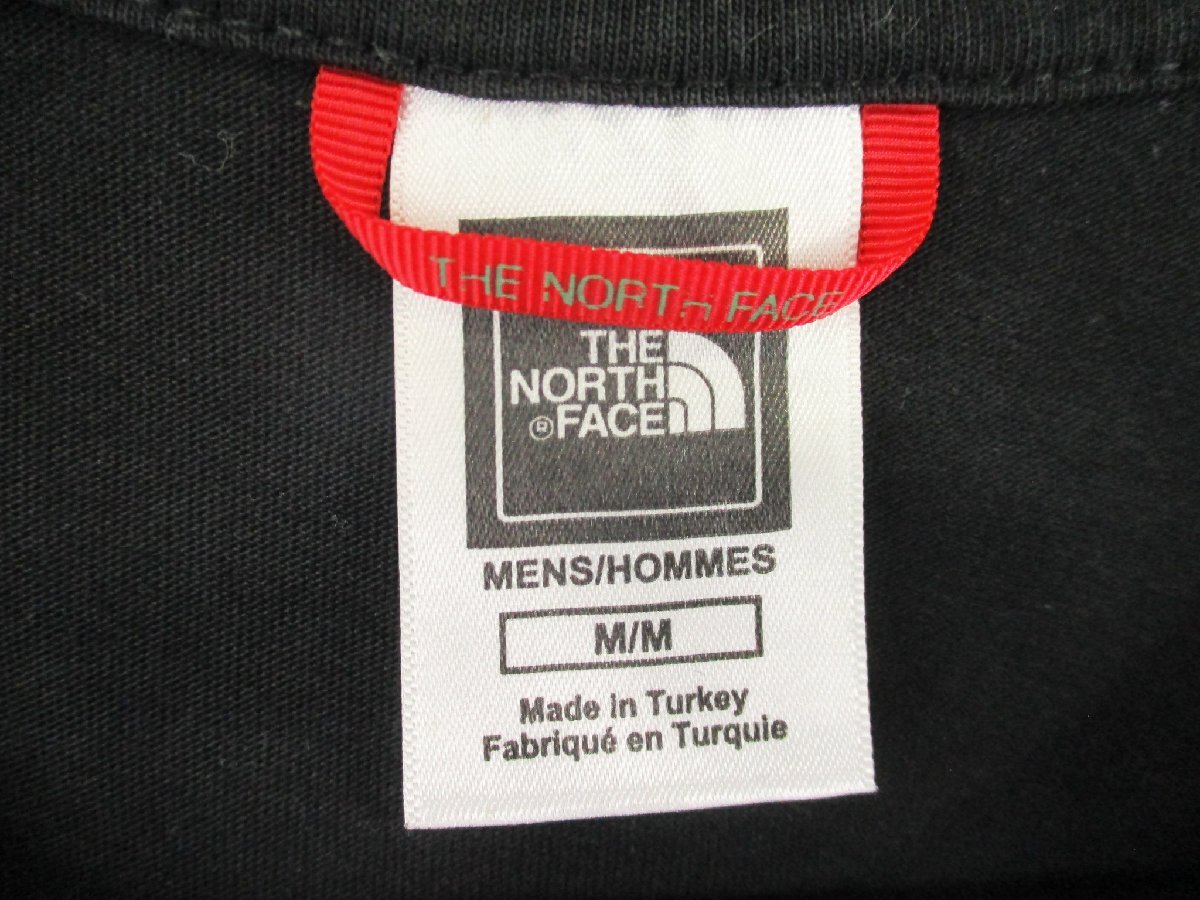 THE NORTH FACE
THE
NORTH
®FACE
MENS/HOMMES
M/M
Made in Turkey
Fabriqué en Turquie